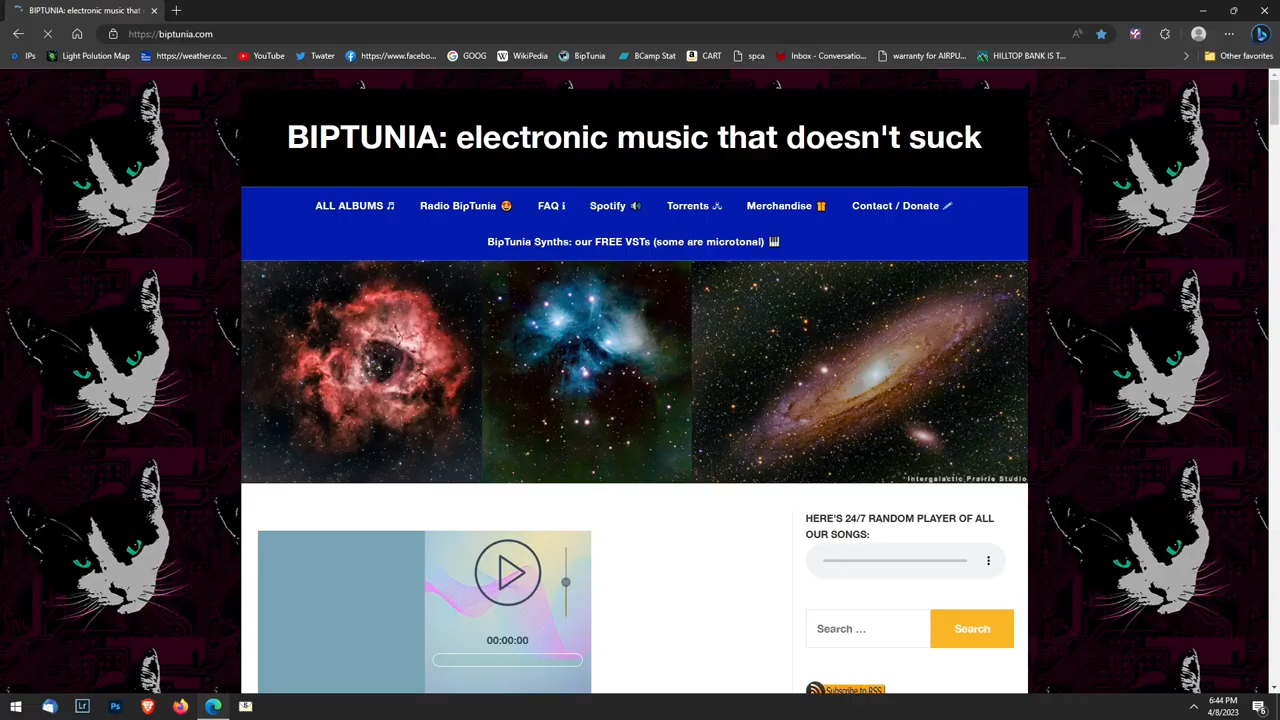 BIPTUNIA: electronic music that
https://biptunia.com
IPs
Light Polution Map
https://weather.co...
YouTube
Twater
https://www.facebo...
GOOG
WikiPedia
BipTunia
BCamp Stat
CART
spca
Inbox - Conversatio...
warranty for AIRPU...
HILLTOP BANK IS T...
Other favorites
BIPTUNIA: electronic music that doesn't suck
ALL ALBUMS
Radio BipTunia
FAQ
Spotify
Torrents
Merchandise
Contact / Donate
BipTunia Synths: our FREE VSTs (some are microtonal)
Intergalactic Prairie Studio
HERE'S 24/7 RANDOM PLAYER OF ALL
OUR SONGS:
00:00:00
Search ...
Search
Subscribe to RSS
6:44 PM
4/8/2023